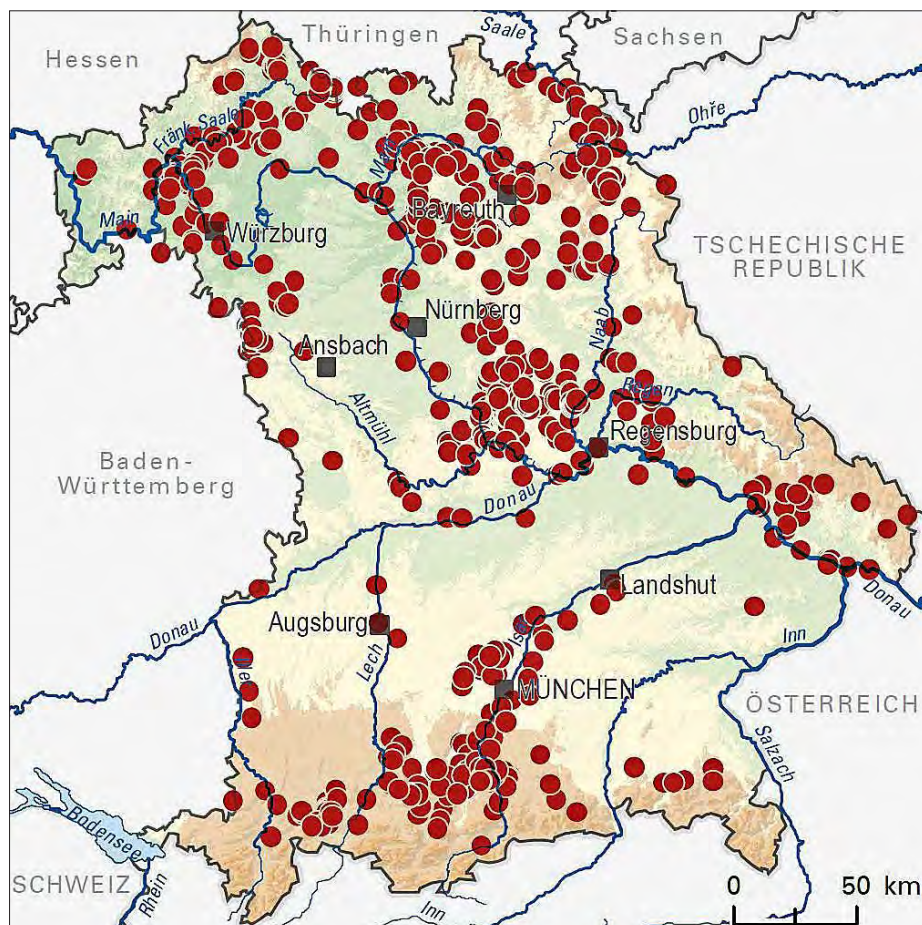 Thüringen
Saale
Sachsen
Hessen
Fränk. Saale
Ohře
Main
Main
Bayreuth
Würzburg
TSCHECHISCHE
REPUBLIK
Nürnberg
Naab
Ansbach
Regen
Altmühl
Regensburg
Baden-
Württemberg
Donau
Landshut
Donau
Augsburg
Isar
Inn
Donau
Lech
Iller
MÜNCHEN
ÖSTERREICH
Salzach
Bodensee
SCHWEIZ
Rhein
Inn
0 50 km